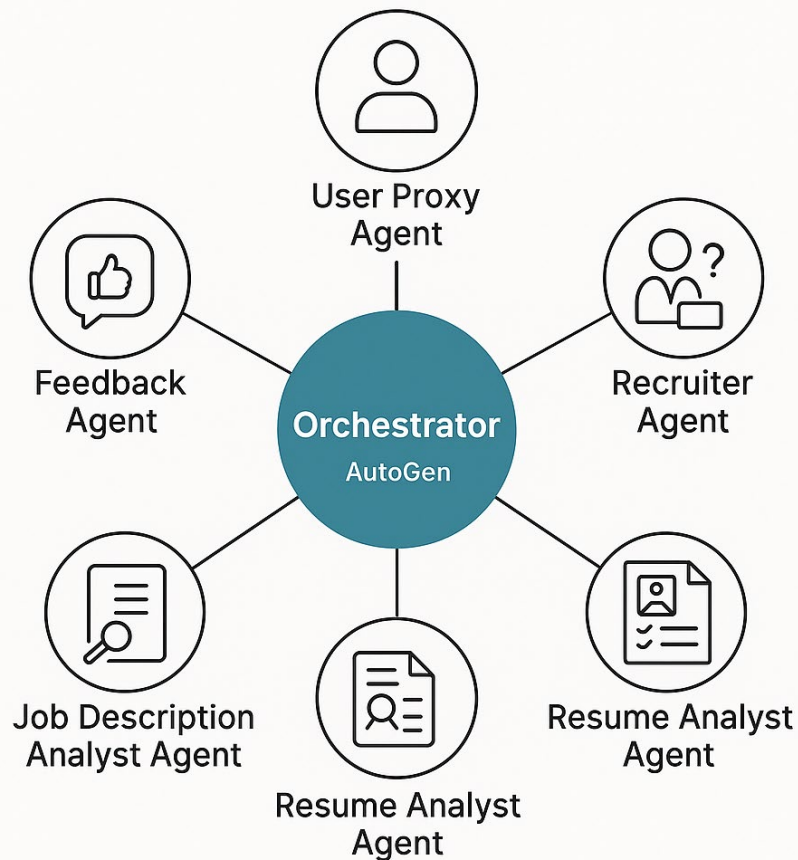 User Proxy
Agent
Feedback
Agent
Recruiter
Agent
Orchestrator
AutoGen
Job Description
Analyst Agent
Resume Analyst
Agent
Resume Analyst
Agent
?